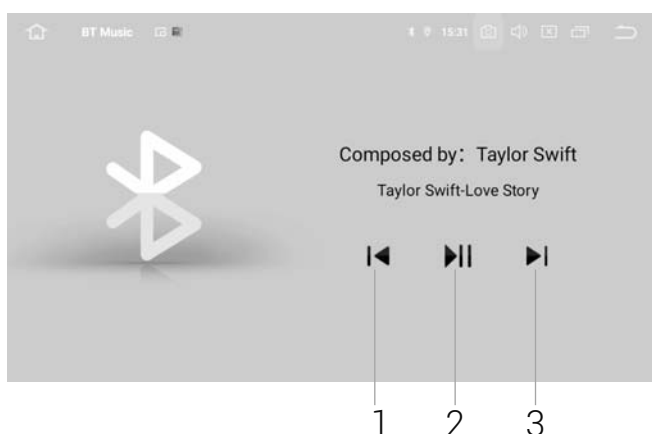 BT Music
15:31
Composed by： Taylor Swift
Taylor Swift-Love Story
1 2 3